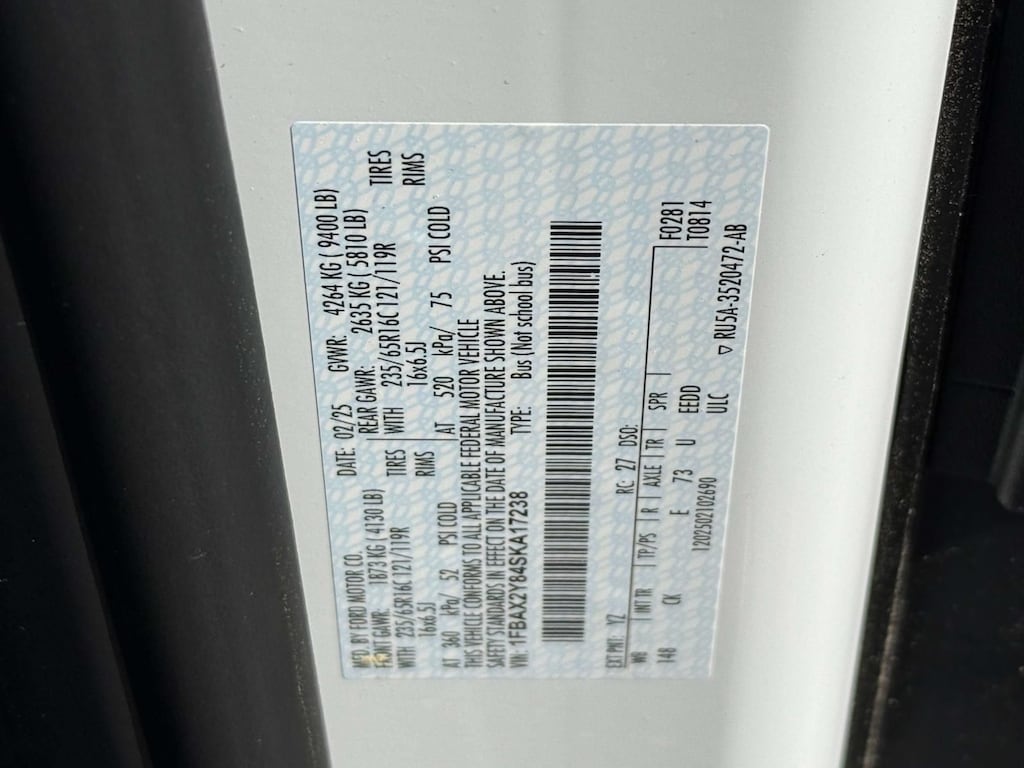 MFD. BY FORD MOTOR CO. DATE: 02/25 GVWR: 4264 KG ( 9400 LB)
FRONT GAWR: 1873 KG ( 4130 LB) REAR GAWR: 2635 KG ( 5810 LB)
WITH 235/65R16C 121/119R TIRES WITH 235/65R16C 121/119R TIRES
16x6.5J RIMS 16x6.5J RIMS
AT 360 kPa/ 52 PSI COLD AT 520 kPa/ 75 PSI COLD
THIS VEHICLE CONFORMS TO ALL APPLICABLE FEDERAL MOTOR VEHICLE
SAFETY STANDARDS IN EFFECT ON THE DATE OF MANUFACTURE SHOWN ABOVE.
VIN: 1FBAX2Y84SKA17238 TYPE: Bus (Not school bus)
EXT PNT: YZ RC: 27 DSO: F0281
WB INT TR TP/PS R AXLE TR SPR T0814
148 CK E 73 U EEDD
1202502102690 ULC ▽ RU5A-3520472-AB